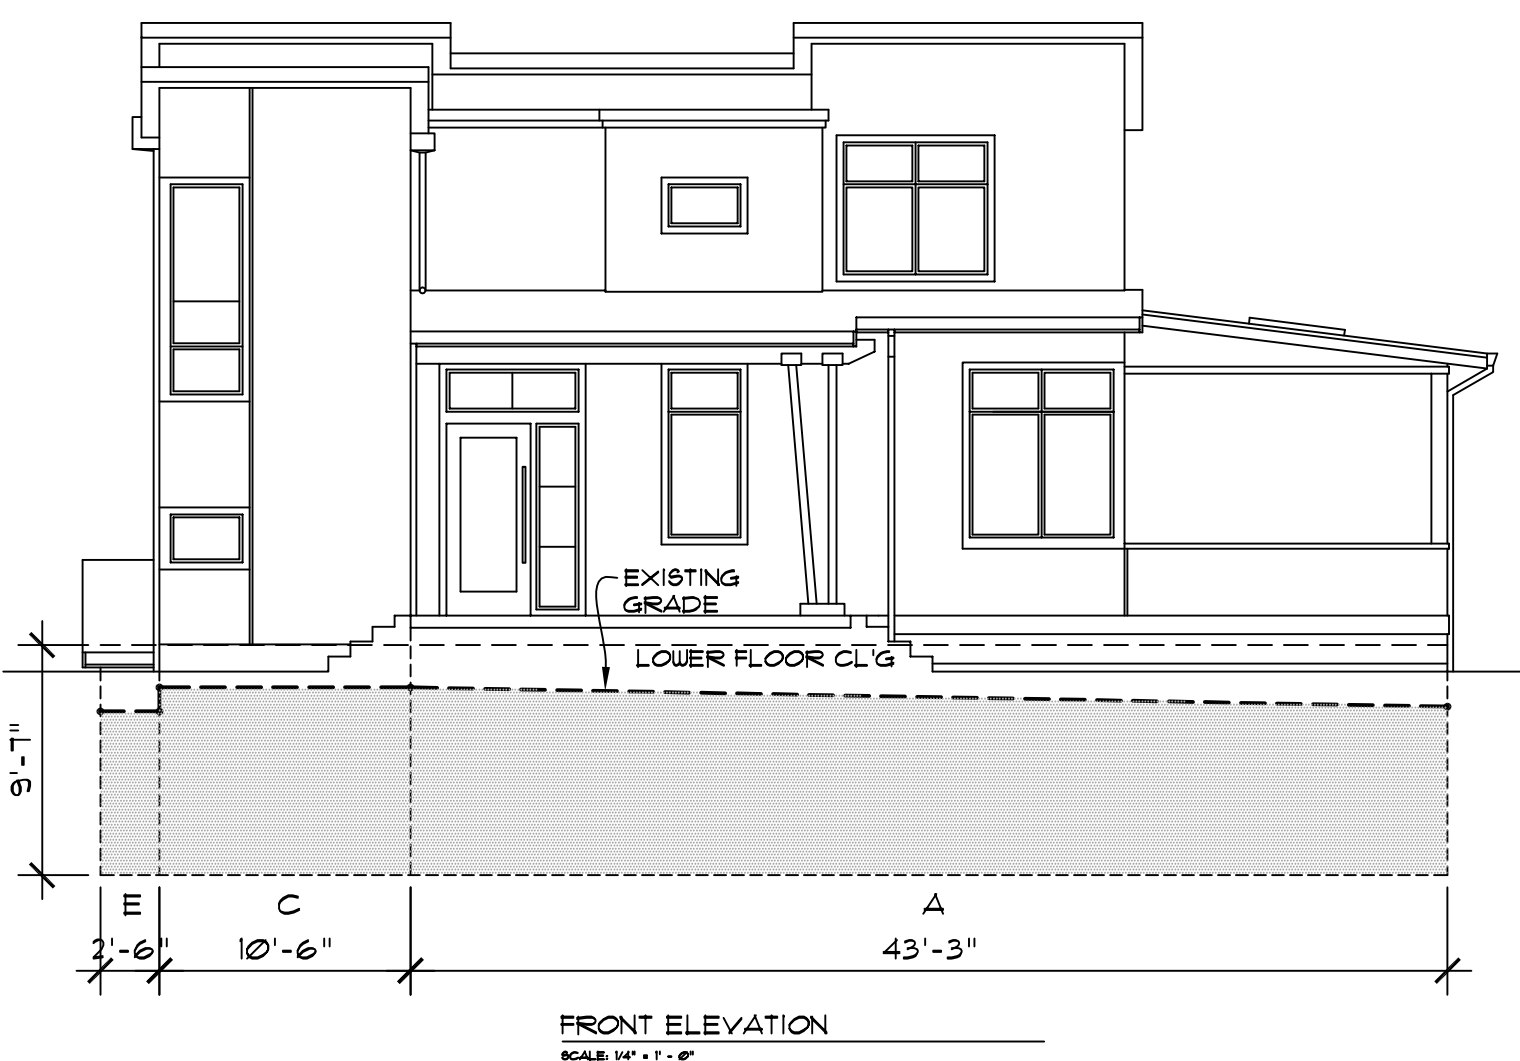 EXISTING
GRADE
LOWER FLOOR CL'G
9'-7"
E
C
A
2'-6"
10'-6"
43'-3"
FRONT ELEVATION
SCALE: 1/4" = 1' - 0"